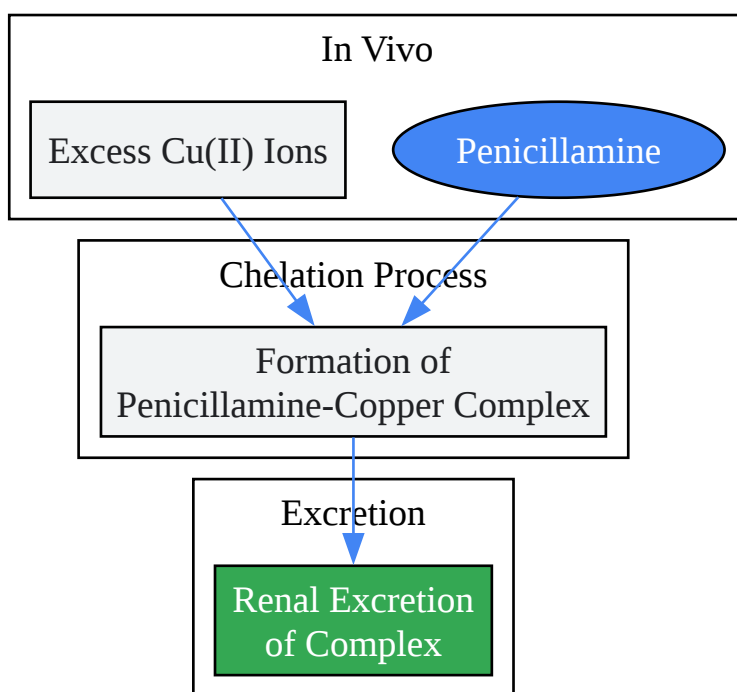 In Vivo
Excess Cu(II) Ions
Penicillamine
Chelation Process
Formation of
Penicillamine-Copper Complex
Excretion
Renal Excretion
of Complex